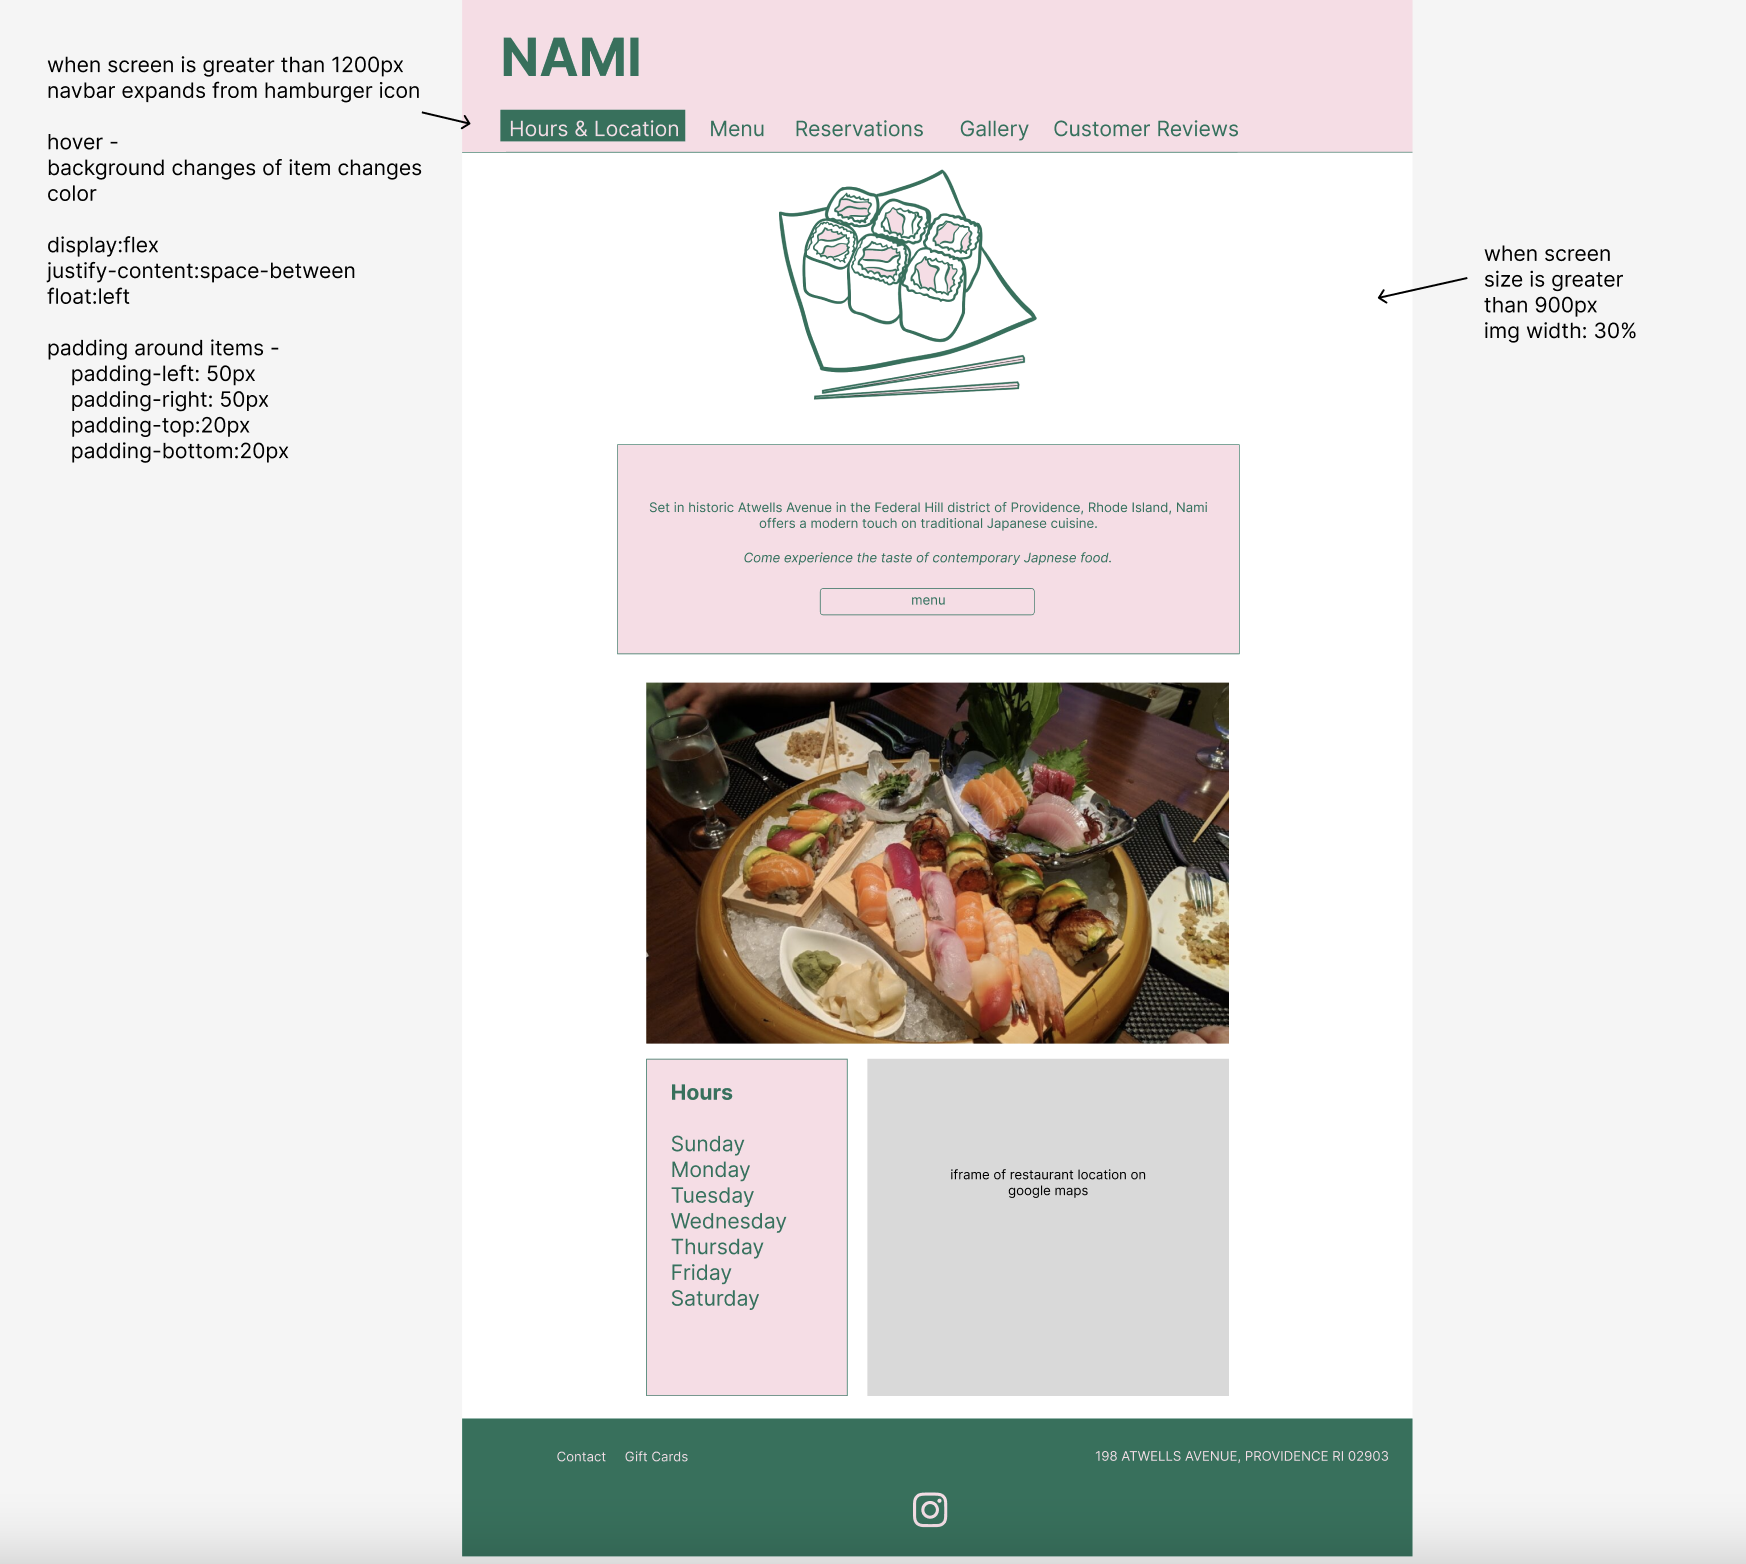 when screen is greater than 1200px
navbar expands from hamburger icon
hover -
background changes of item changes
color
display:flex
justify-content:space-between
float:left
padding around items -
padding-left: 50px
padding-right: 50px
padding-top:20px
padding-bottom:20px
NAMI
Hours & Location Menu Reservations Gallery Customer Reviews
when screen
size is greater
than 900px
img width: 30%
Set in historic Atwells Avenue in the Federal Hill district of Providence, Rhode Island, Nami
offers a modern touch on traditional Japanese cuisine.
Come experience the taste of contemporary Japnese food.
menu
Hours
Sunday
Monday
Tuesday
Wednesday
Thursday
Friday
Saturday
iframe of restaurant location on
google maps
Contact Gift Cards
198 ATWELLS AVENUE, PROVIDENCE RI 02903